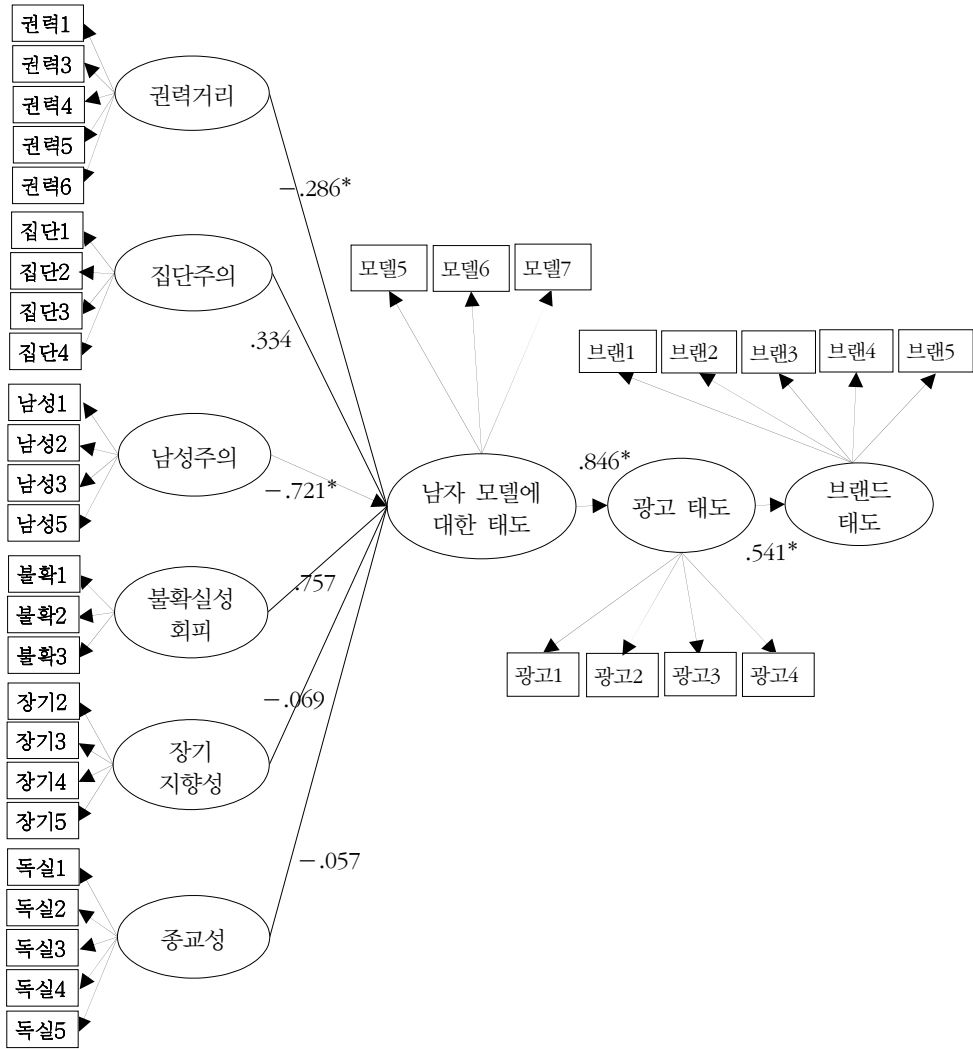 권력1
권력3
권력4
권력5
권력6
권력거리
−.286*
집단1
집단2
집단3
집단4
집단주의
.334
모델5
모델6
모델7
브랜1
브랜2
브랜3
브랜4
브랜5
남성1
남성2
남성3
남성5
남성주의
−.721*
남자 모델에
대한 태도
.846*
광고 태도
.541*
브랜드
태도
불확1
불확2
불확3
불확실성
회피
.757
광고1
광고2
광고3
광고4
장기2
장기3
장기4
장기5
장기
지향성
−.069
독실1
독실2
독실3
독실4
독실5
종교성
−.057